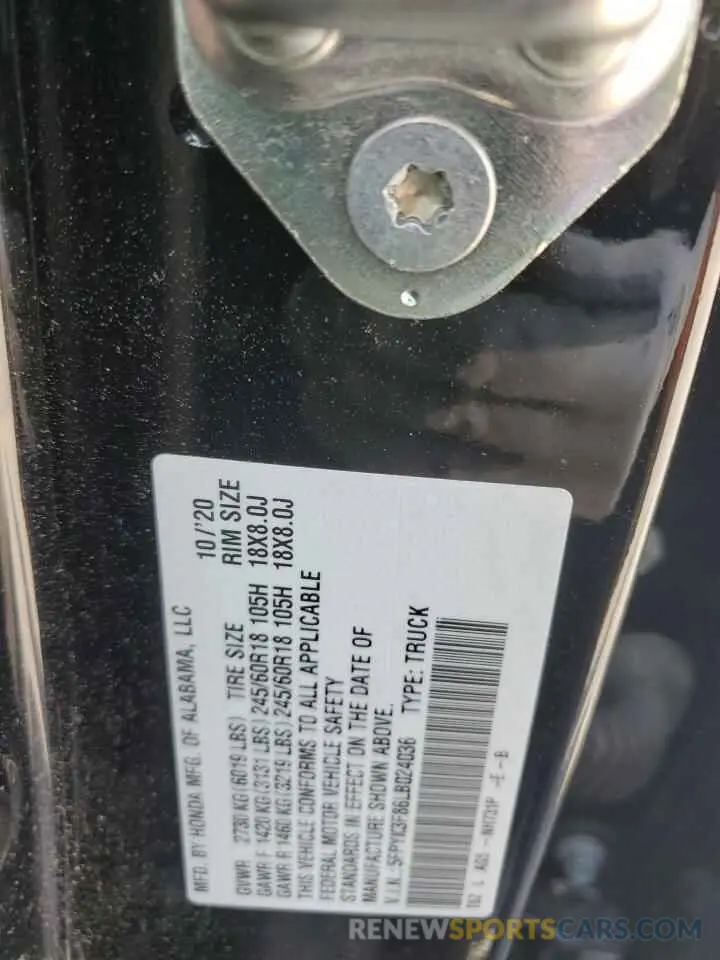 MFD. BY HONDA MFG. OF ALABAMA, LLC 10/'20
GVWR 2730 KG (6019 LBS) TIRE SIZE RIM SIZE
GAWR F 1420 KG (3131 LBS) 245/60R18 105H 18X8.0J
GAWR R 1460 KG (3219 LBS) 245/60R18 105H 18X8.0J
THIS VEHICLE CONFORMS TO ALL APPLICABLE
FEDERAL MOTOR VEHICLE SAFETY
STANDARDS IN EFFECT ON THE DATE OF
MANUFACTURE SHOWN ABOVE.
V.I.N.: 5FPYK3F86LB024036 TYPE: TRUCK
-E-B
RENEWSPORTSCARS.COM